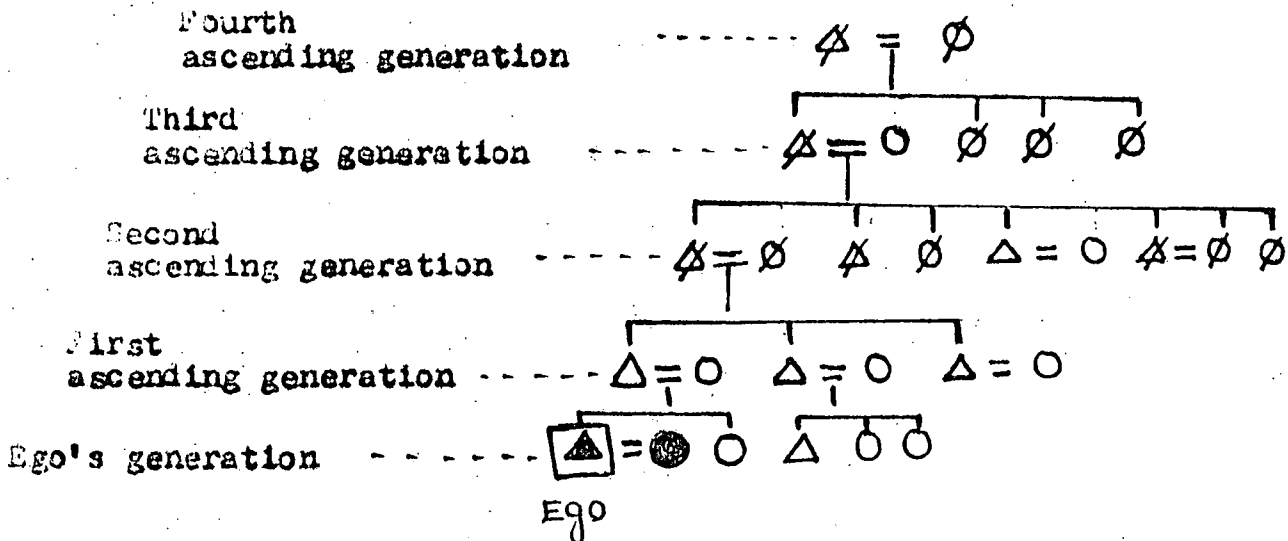 Fourth
ascending generation
Third
ascending generation
Second
ascending generation
First
ascending generation
Ego's generation
Ego